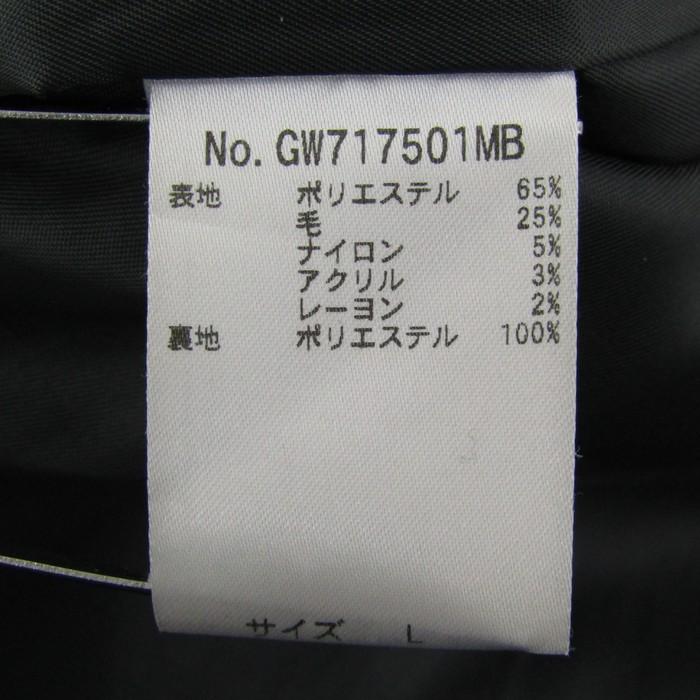 No. GW717501MB
表地 ポリエステル 65%
毛 25%
ナイロン 5%
アクリル 3%
レーヨン 2%
裏地 ポリエステル 100%
サイズ L